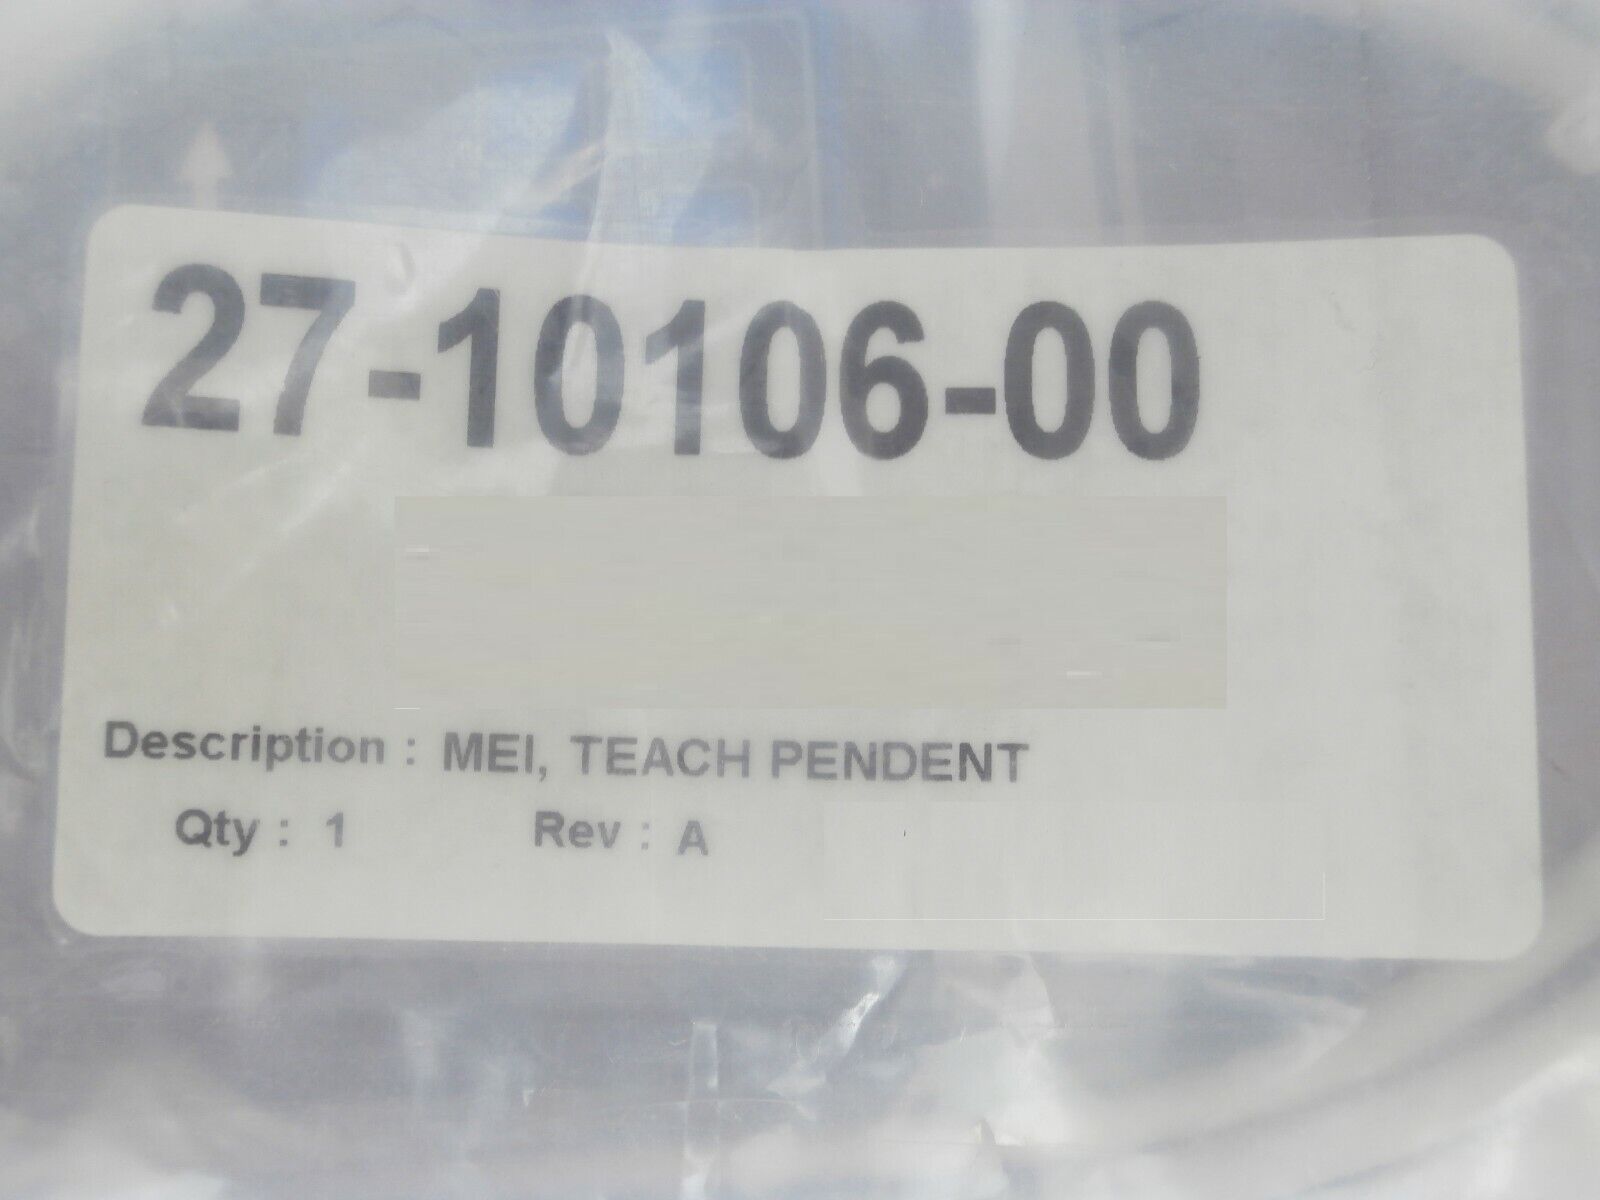 27-10106-00
Description : MEI, TEACH PENDENT
Qty : 1 Rev : A